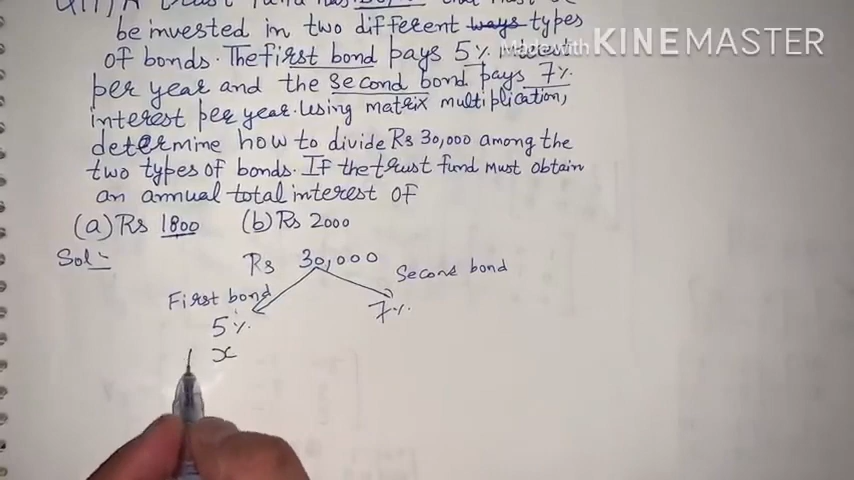 be invested in two different ways types
of bonds. The first bond pays 5%
per year and the second bond pays 7%
interest per year. Using matrix multiplication,
determine how to divide Rs 30,000 among the
two types of bonds. If the trust fund must obtain
an annual total interest of
(a) Rs 1800 (b) Rs 2000
Sol:-
Rs 30,000
First bond Second bond
5% 7%
x
Made with KINEMASTER